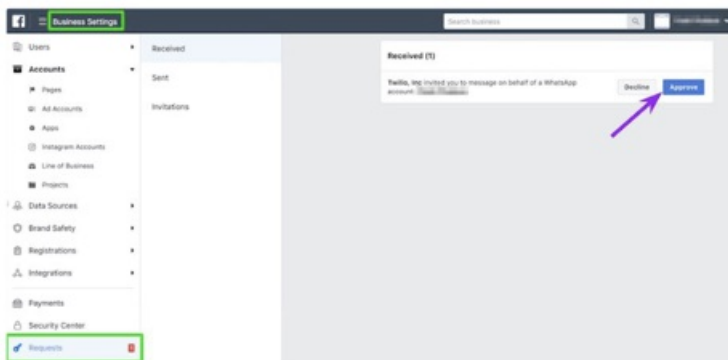 Business Settings
Search business
Users
Accounts
Pages
Ad Accounts
Apps
Instagram Accounts
Line of Business
Projects
Data Sources
Brand Safety
Registrations
Integrations
Payments
Security Center
Requests
Received
Sent
Invitations
Received (1)
Twilio, Inc invited you to message on behalf of a WhatsApp
account:
Decline
Approve